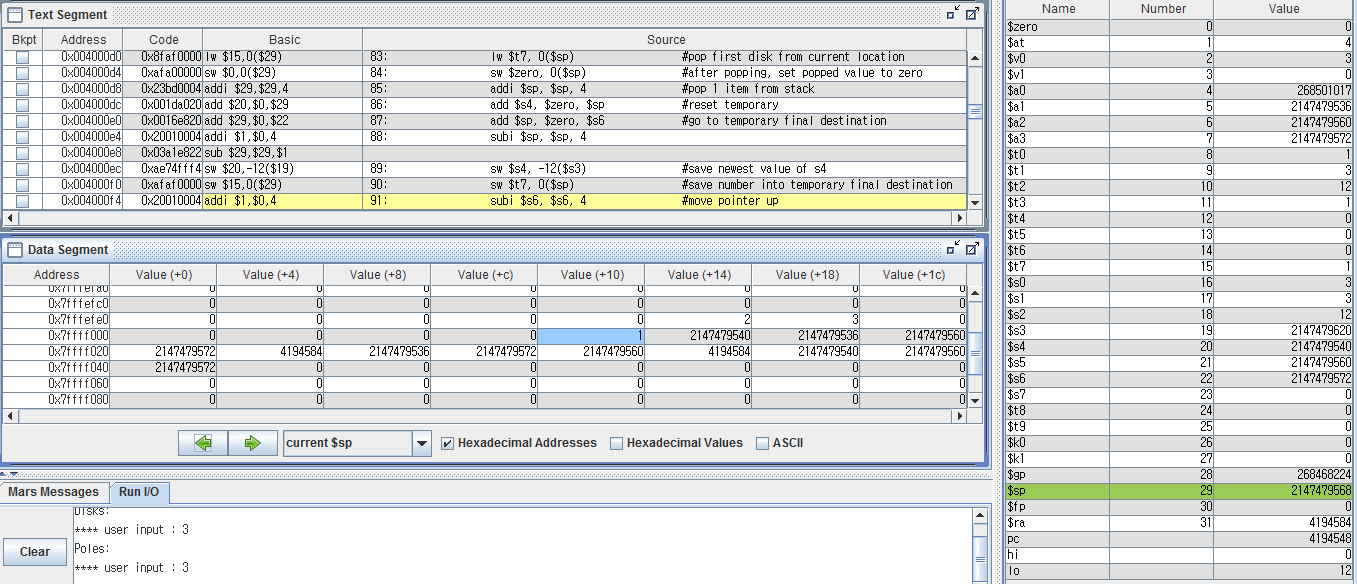 Text Segment
Bkpt Address Code Basic Source
0x004000d0 0x8faf0000 lw $15,0($29) 83: lw $t7, 0($sp) #pop first disk from current location
0x004000d4 0xafa00000 sw $0,0($29) 84: sw $zero, 0($sp) #after popping, set popped value to zero
0x004000d8 0x23bd0004 addi $29,$29,4 85: addi $sp, $sp, 4 #pop 1 item from stack
0x004000dc 0x001da020 add $20,$0,$29 86: add $s4, $zero, $sp #reset temporary
0x004000e0 0x0016e820 add $29,$0,$22 87: add $sp, $zero, $s6 #go to temporary final destination
0x004000e4 0x20010004 addi $1,$0,4 88: subi $sp, $sp, 4
0x004000e8 0x03a1e822 sub $29,$29,$1
0x004000ec 0xae74fff4 sw $20,-12($19) 89: sw $s4, -12($s3) #save newest value of s4
0x004000f0 0xafaf0000 sw $15,0($29) 90: sw $t7, 0($sp) #save number into temporary final destination
0x004000f4 0x20010004 addi $1,$0,4 91: subi $s6, $s6, 4 #move pointer up
Data Segment
Address Value (+0) Value (+4) Value (+8) Value (+c) Value (+10) Value (+14) Value (+18) Value (+1c)
0x7fffefa0 0 0 0 0 0 0 0 0
0x7fffefc0 0 0 0 0 0 0 0 0
0x7fffefe0 0 0 0 0 0 2 3 0
0x7ffff000 0 0 0 0 1 2147479540 2147479536 2147479560
0x7ffff020 2147479572 4194584 2147479536 2147479572 2147479560 4194584 2147479540 2147479560
0x7ffff040 2147479572 0 0 0 0 0 0 0
0x7ffff060 0 0 0 0 0 0 0 0
0x7ffff080 0 0 0 0 0 0 0 0
current $sp Hexadecimal Addresses Hexadecimal Values ASCII
Mars Messages Run I/O
Clear
Disks:
**** user input : 3
Poles:
**** user input : 3
Name Number Value
$zero 0 0
$at 1 4
$v0 2 3
$v1 3 0
$a0 4 268501017
$a1 5 2147479536
$a2 6 2147479560
$a3 7 2147479572
$t0 8 1
$t1 9 3
$t2 10 12
$t3 11 1
$t4 12 0
$t5 13 0
$t6 14 0
$t7 15 1
$s0 16 3
$s1 17 3
$s2 18 12
$s3 19 2147479620
$s4 20 2147479540
$s5 21 2147479560
$s6 22 2147479572
$s7 23 0
$t8 24 0
$t9 25 0
$k0 26 0
$k1 27 0
$gp 28 268468224
$sp 29 2147479568
$fp 30 0
$ra 31 4194584
pc 4194548
hi 0
lo 12